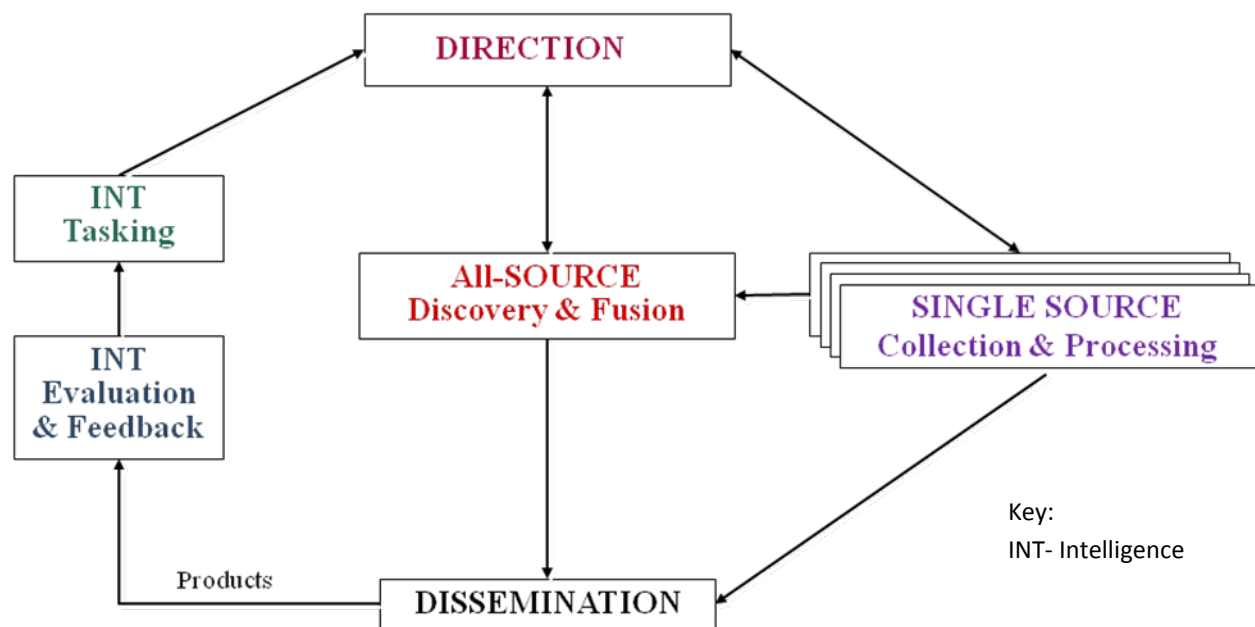 DIRECTION
INT
Tasking
All-SOURCE
Discovery & Fusion
SINGLE SOURCE
Collection & Processing
INT
Evaluation
& Feedback
Key:
INT- Intelligence
Products
DISSEMINATION